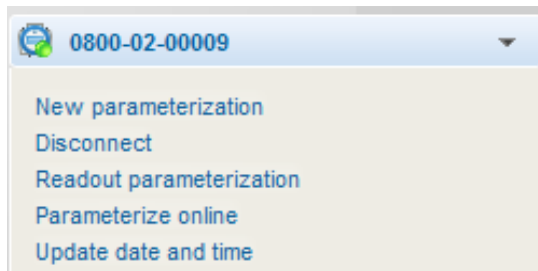 0800-02-00009
New parameterization
Disconnect
Readout parameterization
Parameterize online
Update date and time